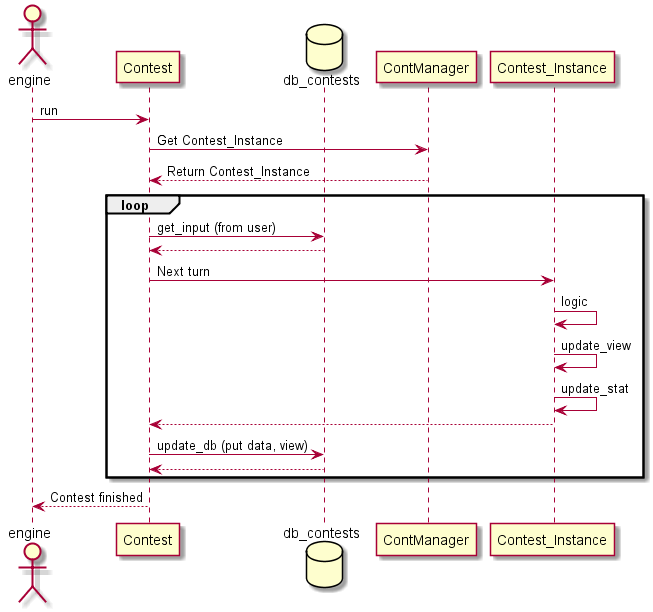 engine
Contest
db_contests
ContManager
Contest_Instance
run
Get Contest_Instance
Return Contest_Instance
loop
get_input (from user)
Next turn
logic
update_view
update_stat
update_db (put data, view)
Contest finished
engine
Contest
db_contests
ContManager
Contest_Instance